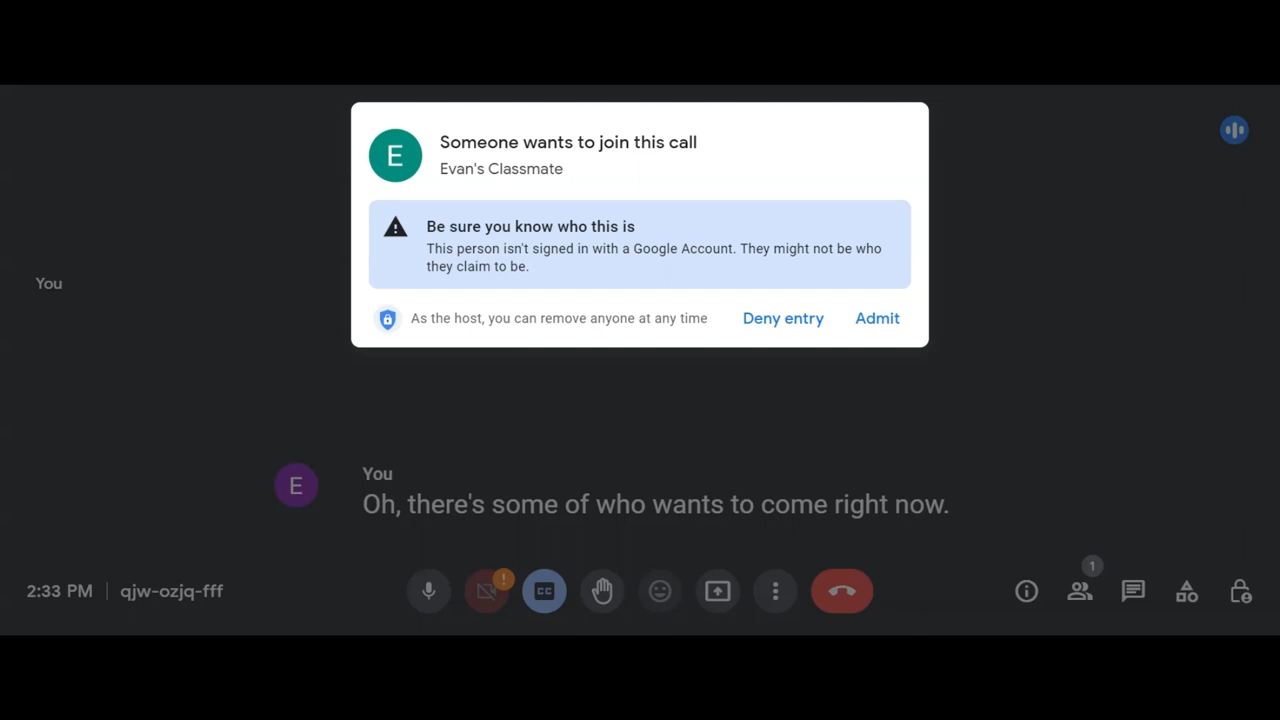 E
Someone wants to join this call
Evan's Classmate
Be sure you know who this is
This person isn't signed in with a Google Account. They might not be who
they claim to be.
As the host, you can remove anyone at any time
Deny entry
Admit
You
E
You
Oh, there's some of who wants to come right now.
2:33 PM | qjw-ozjq-fff
!
CC
1